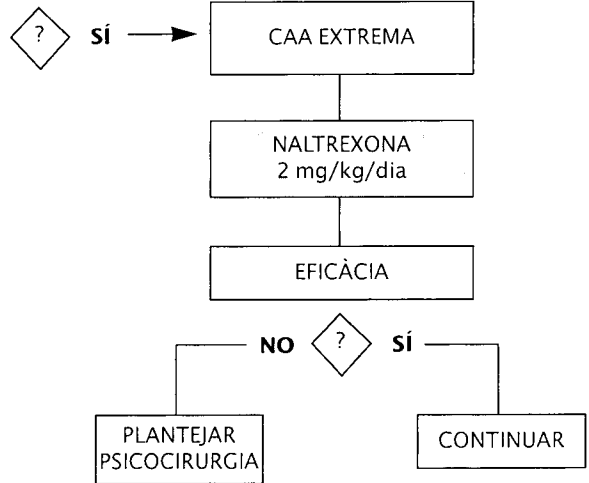 ? SÍ CAA EXTREMA
NALTREXONA
2 mg/kg/dia
EFICÀCIA
NO ? SÍ
PLANTEJAR
PSICOCIRURGIA
CONTINUAR